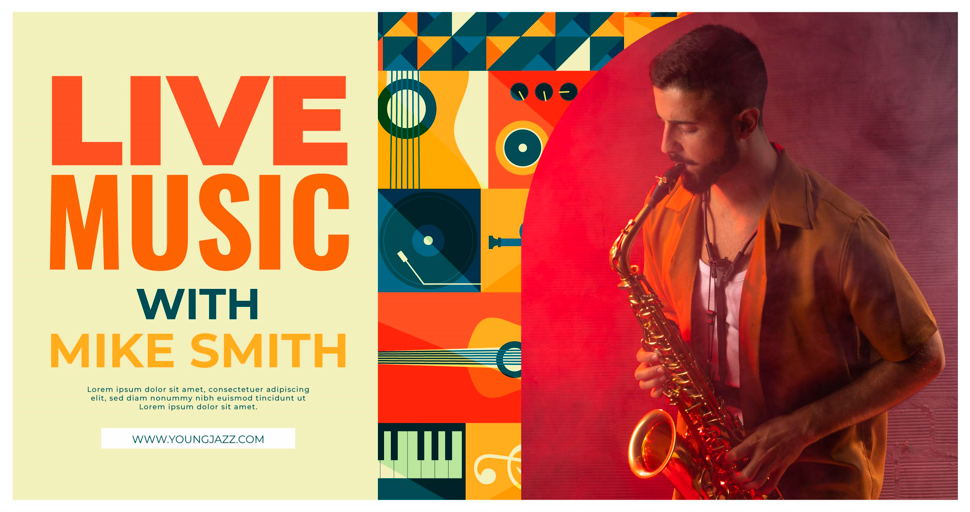 LIVE
MUSIC
WITH
MIKE SMITH
Lorem ipsum dolor sit amet, consectetuer adipiscing
elit, sed diam nonummy nibh euismod tincidunt ut
Lorem ipsum dolor sit amet.
WWW.YOUNGJAZZ.COM